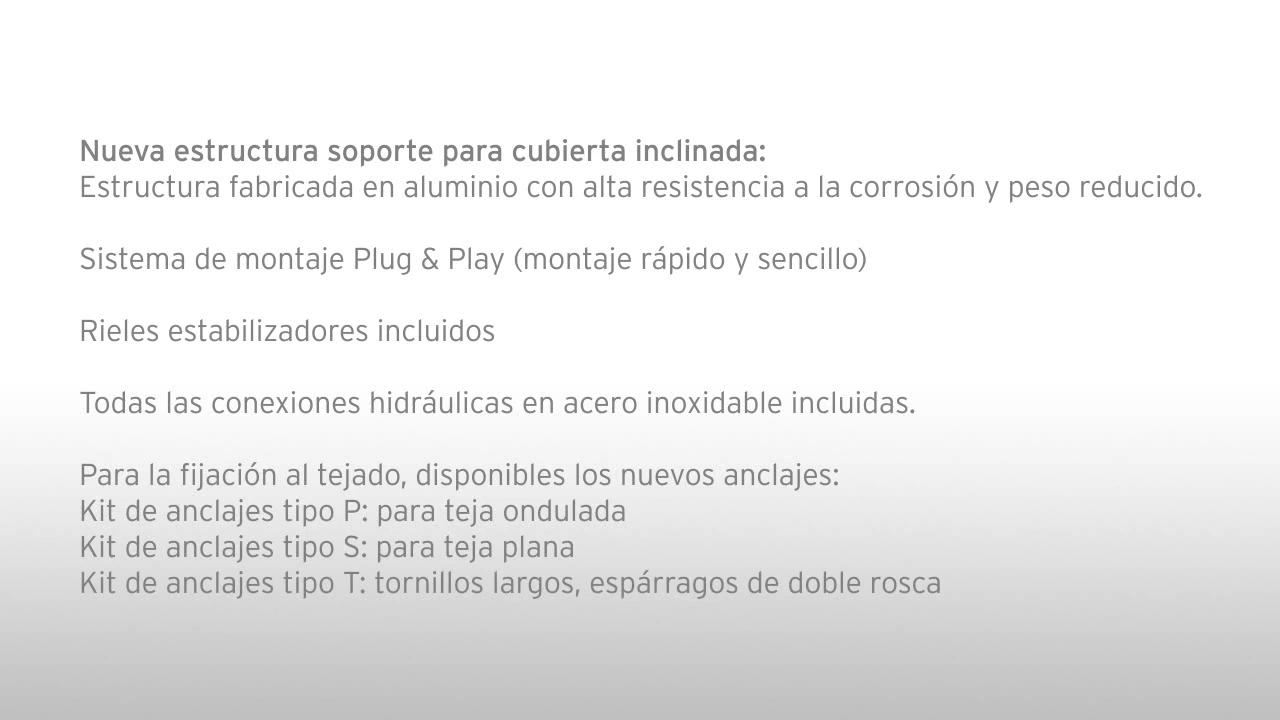 Nueva estructura soporte para cubierta inclinada:
Estructura fabricada en aluminio con alta resistencia a la corrosión y peso reducido.
Sistema de montaje Plug & Play (montaje rápido y sencillo)
Rieles estabilizadores incluidos
Todas las conexiones hidráulicas en acero inoxidable incluidas.
Para la fijación al tejado, disponibles los nuevos anclajes:
Kit de anclajes tipo P: para teja ondulada
Kit de anclajes tipo S: para teja plana
Kit de anclajes tipo T: tornillos largos, espárragos de doble rosca